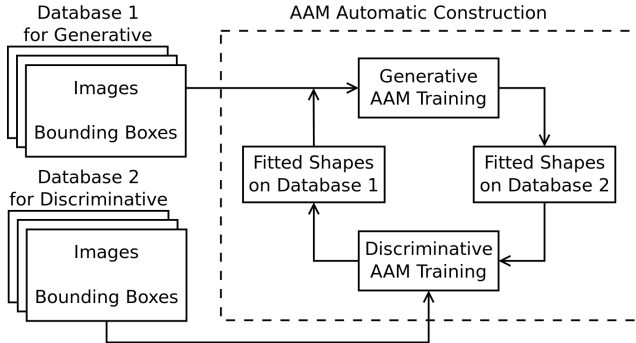 Database 1
for Generative
Images
Bounding Boxes
Database 2
for Discriminative
Images
Bounding Boxes
AAM Automatic Construction
Generative
AAM Training
Fitted Shapes
on Database 1
Fitted Shapes
on Database 2
Discriminative
AAM Training